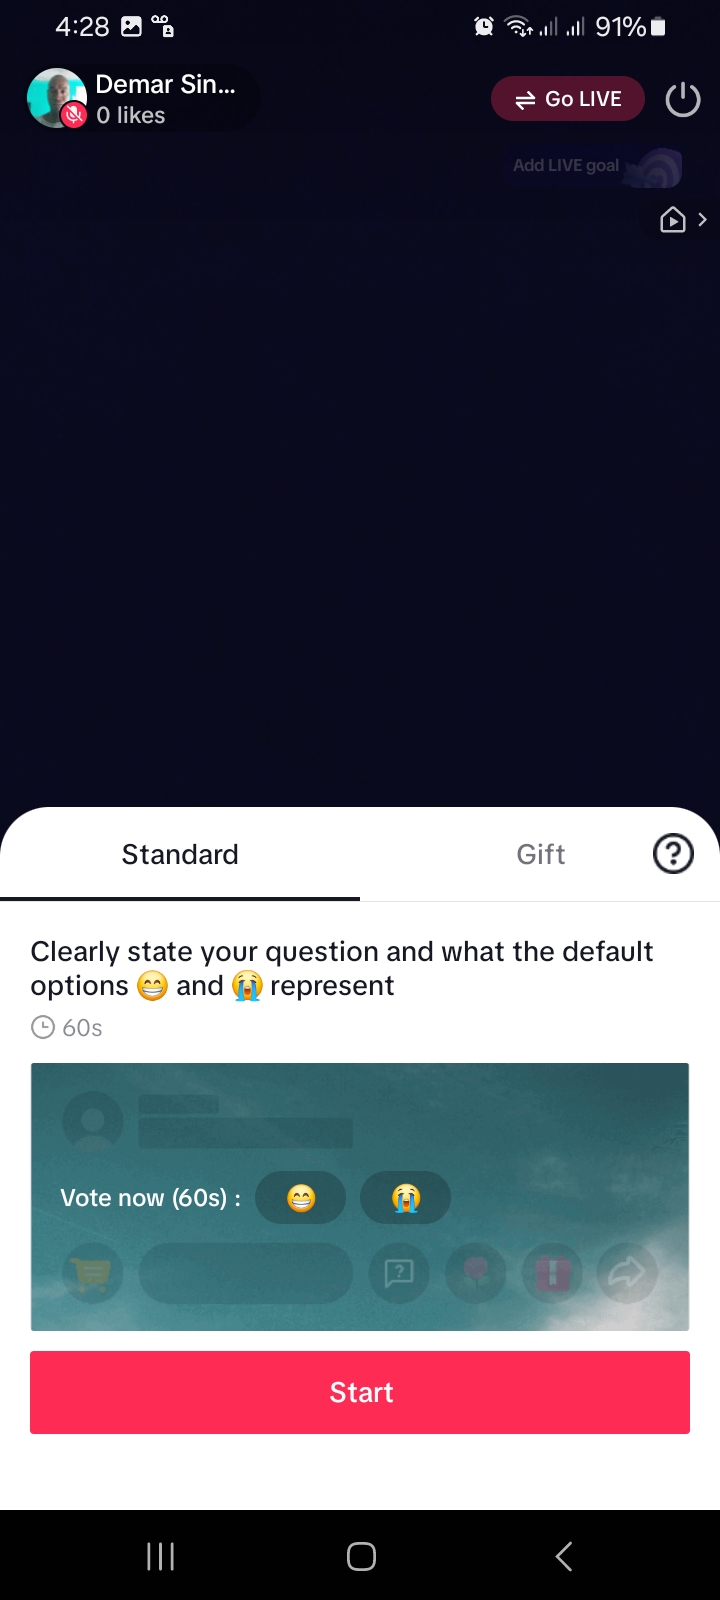 4:28
91%
Demar Sin...
0 likes
Go LIVE
Add LIVE goal
Standard
Gift
Clearly state your question and what the default
options 😁 and 😭 represent
60s
Vote now (60s) : 😁 😭
Start